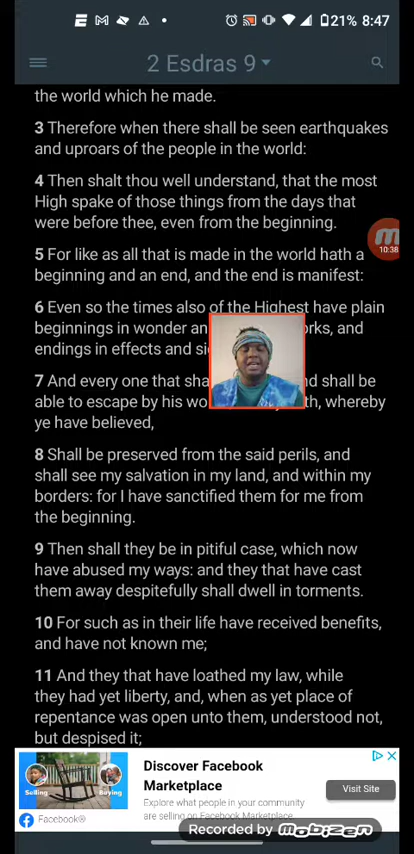 21% 8:47
2 Esdras 9
the world which he made.
3 Therefore when there shall be seen earthquakes
and uproars of the people in the world:
4 Then shalt thou well understand, that the most
High spake of those things from the days that
were before thee, even from the beginning.
10:38
5 For like as all that is made in the world hath a
beginning and an end, and the end is manifest:
6 Even so the times also of the Highest have plain
beginnings in wonder and
and
endings in effects and
7 And every one that
shall be
able to escape by his
whereby
ye have believed,
8 Shall be preserved from the said perils, and
shall see my salvation in my land, and within my
borders: for I have sanctified them for me from
the beginning.
9 Then shall they be in pitiful case, which now
have abused my ways: and they that have cast
them away despitefully shall dwell in torments.
10 For such as in their life have received benefits,
and have not known me;
11 And they that have loathed my law, while
they had yet liberty, and, when as yet place of
repentance was open unto them, understood not,
but despised it;
Selling
Buying
Facebook®
Discover Facebook
Marketplace
Explore what people in your community
are selling on Facebook Marketplace
Visit Site
Recorded by mobizen